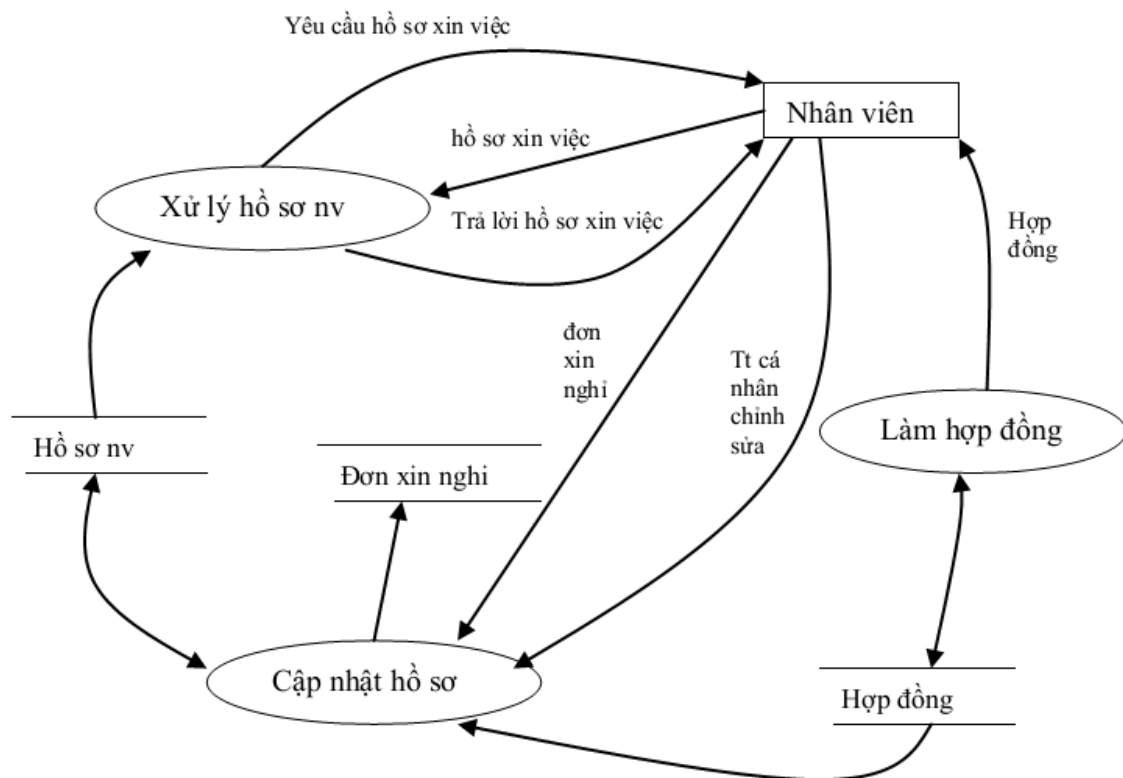 Yêu cầu hồ sơ xin việc
Nhân viên
hồ sơ xin việc
Xử lý hồ sơ nv
Trả lời hồ sơ xin việc
Hợp
đồng
đơn
xin
nghỉ
Tt cá
nhân
chỉnh
sửa
Làm hợp đồng
Hồ sơ nv
Đơn xin nghi
Cập nhật hồ sơ
Hợp đồng